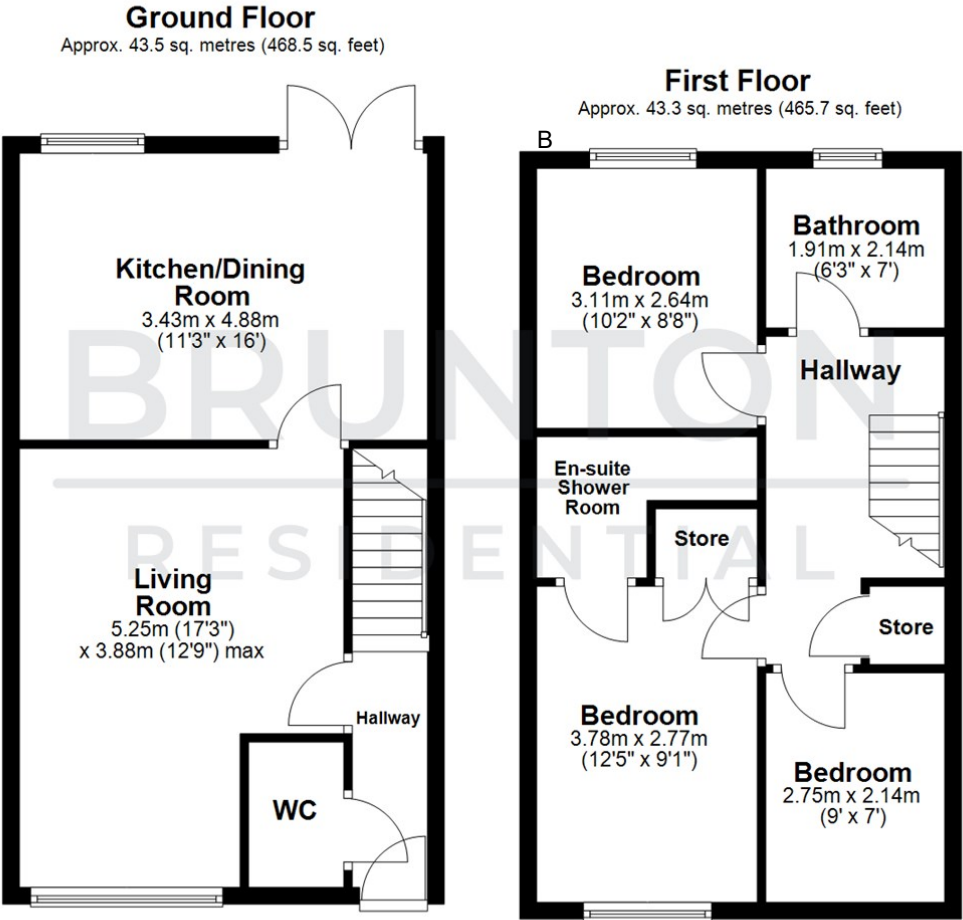 Ground Floor
Approx. 43.5 sq. metres (468.5 sq. feet)
Kitchen/Dining
Room
3.43m x 4.88m
(11'3" x 16')
Living
Room
5.25m (17'3")
x 3.88m (12'9") max
Hallway
WC
First Floor
Approx. 43.3 sq. metres (465.7 sq. feet)
B
Bedroom
3.11m x 2.64m
(10'2" x 8'8")
Bathroom
1.91m x 2.14m
(6'3" x 7')
Hallway
En-suite
Shower
Room
Store
Store
Bedroom
3.78m x 2.77m
(12'5" x 9'1")
Bedroom
2.75m x 2.14m
(9' x 7')
BRUNTON
RESIDENTIAL